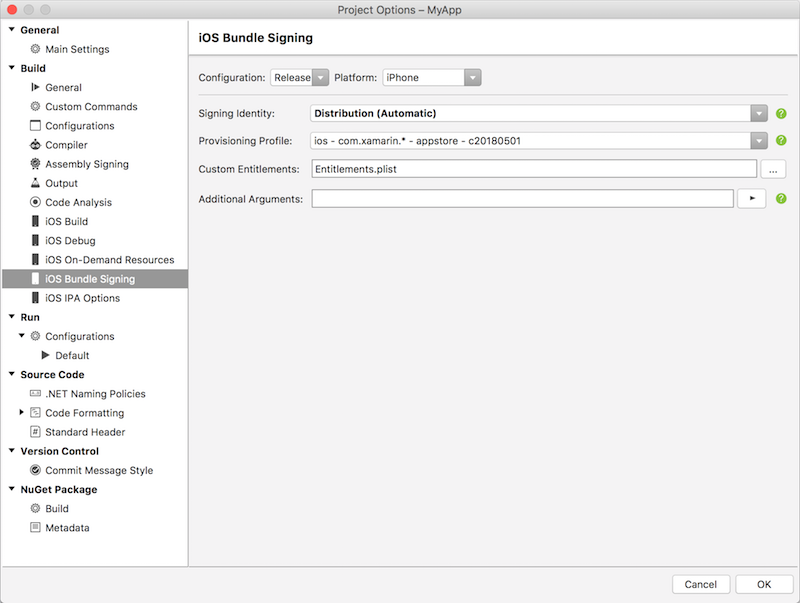 Project Options – MyApp
General
Main Settings
Build
General
Custom Commands
Configurations
Compiler
Assembly Signing
Output
Code Analysis
iOS Build
iOS Debug
iOS On-Demand Resources
iOS Bundle Signing
iOS IPA Options
Run
Configurations
Default
Source Code
.NET Naming Policies
Code Formatting
Standard Header
Version Control
Commit Message Style
NuGet Package
Build
Metadata
iOS Bundle Signing
Configuration: Release Platform: iPhone
Signing Identity: Distribution (Automatic)
Provisioning Profile: ios - com.xamarin.* - appstore - c20180501
Custom Entitlements: Entitlements.plist ...
Additional Arguments:
Cancel OK